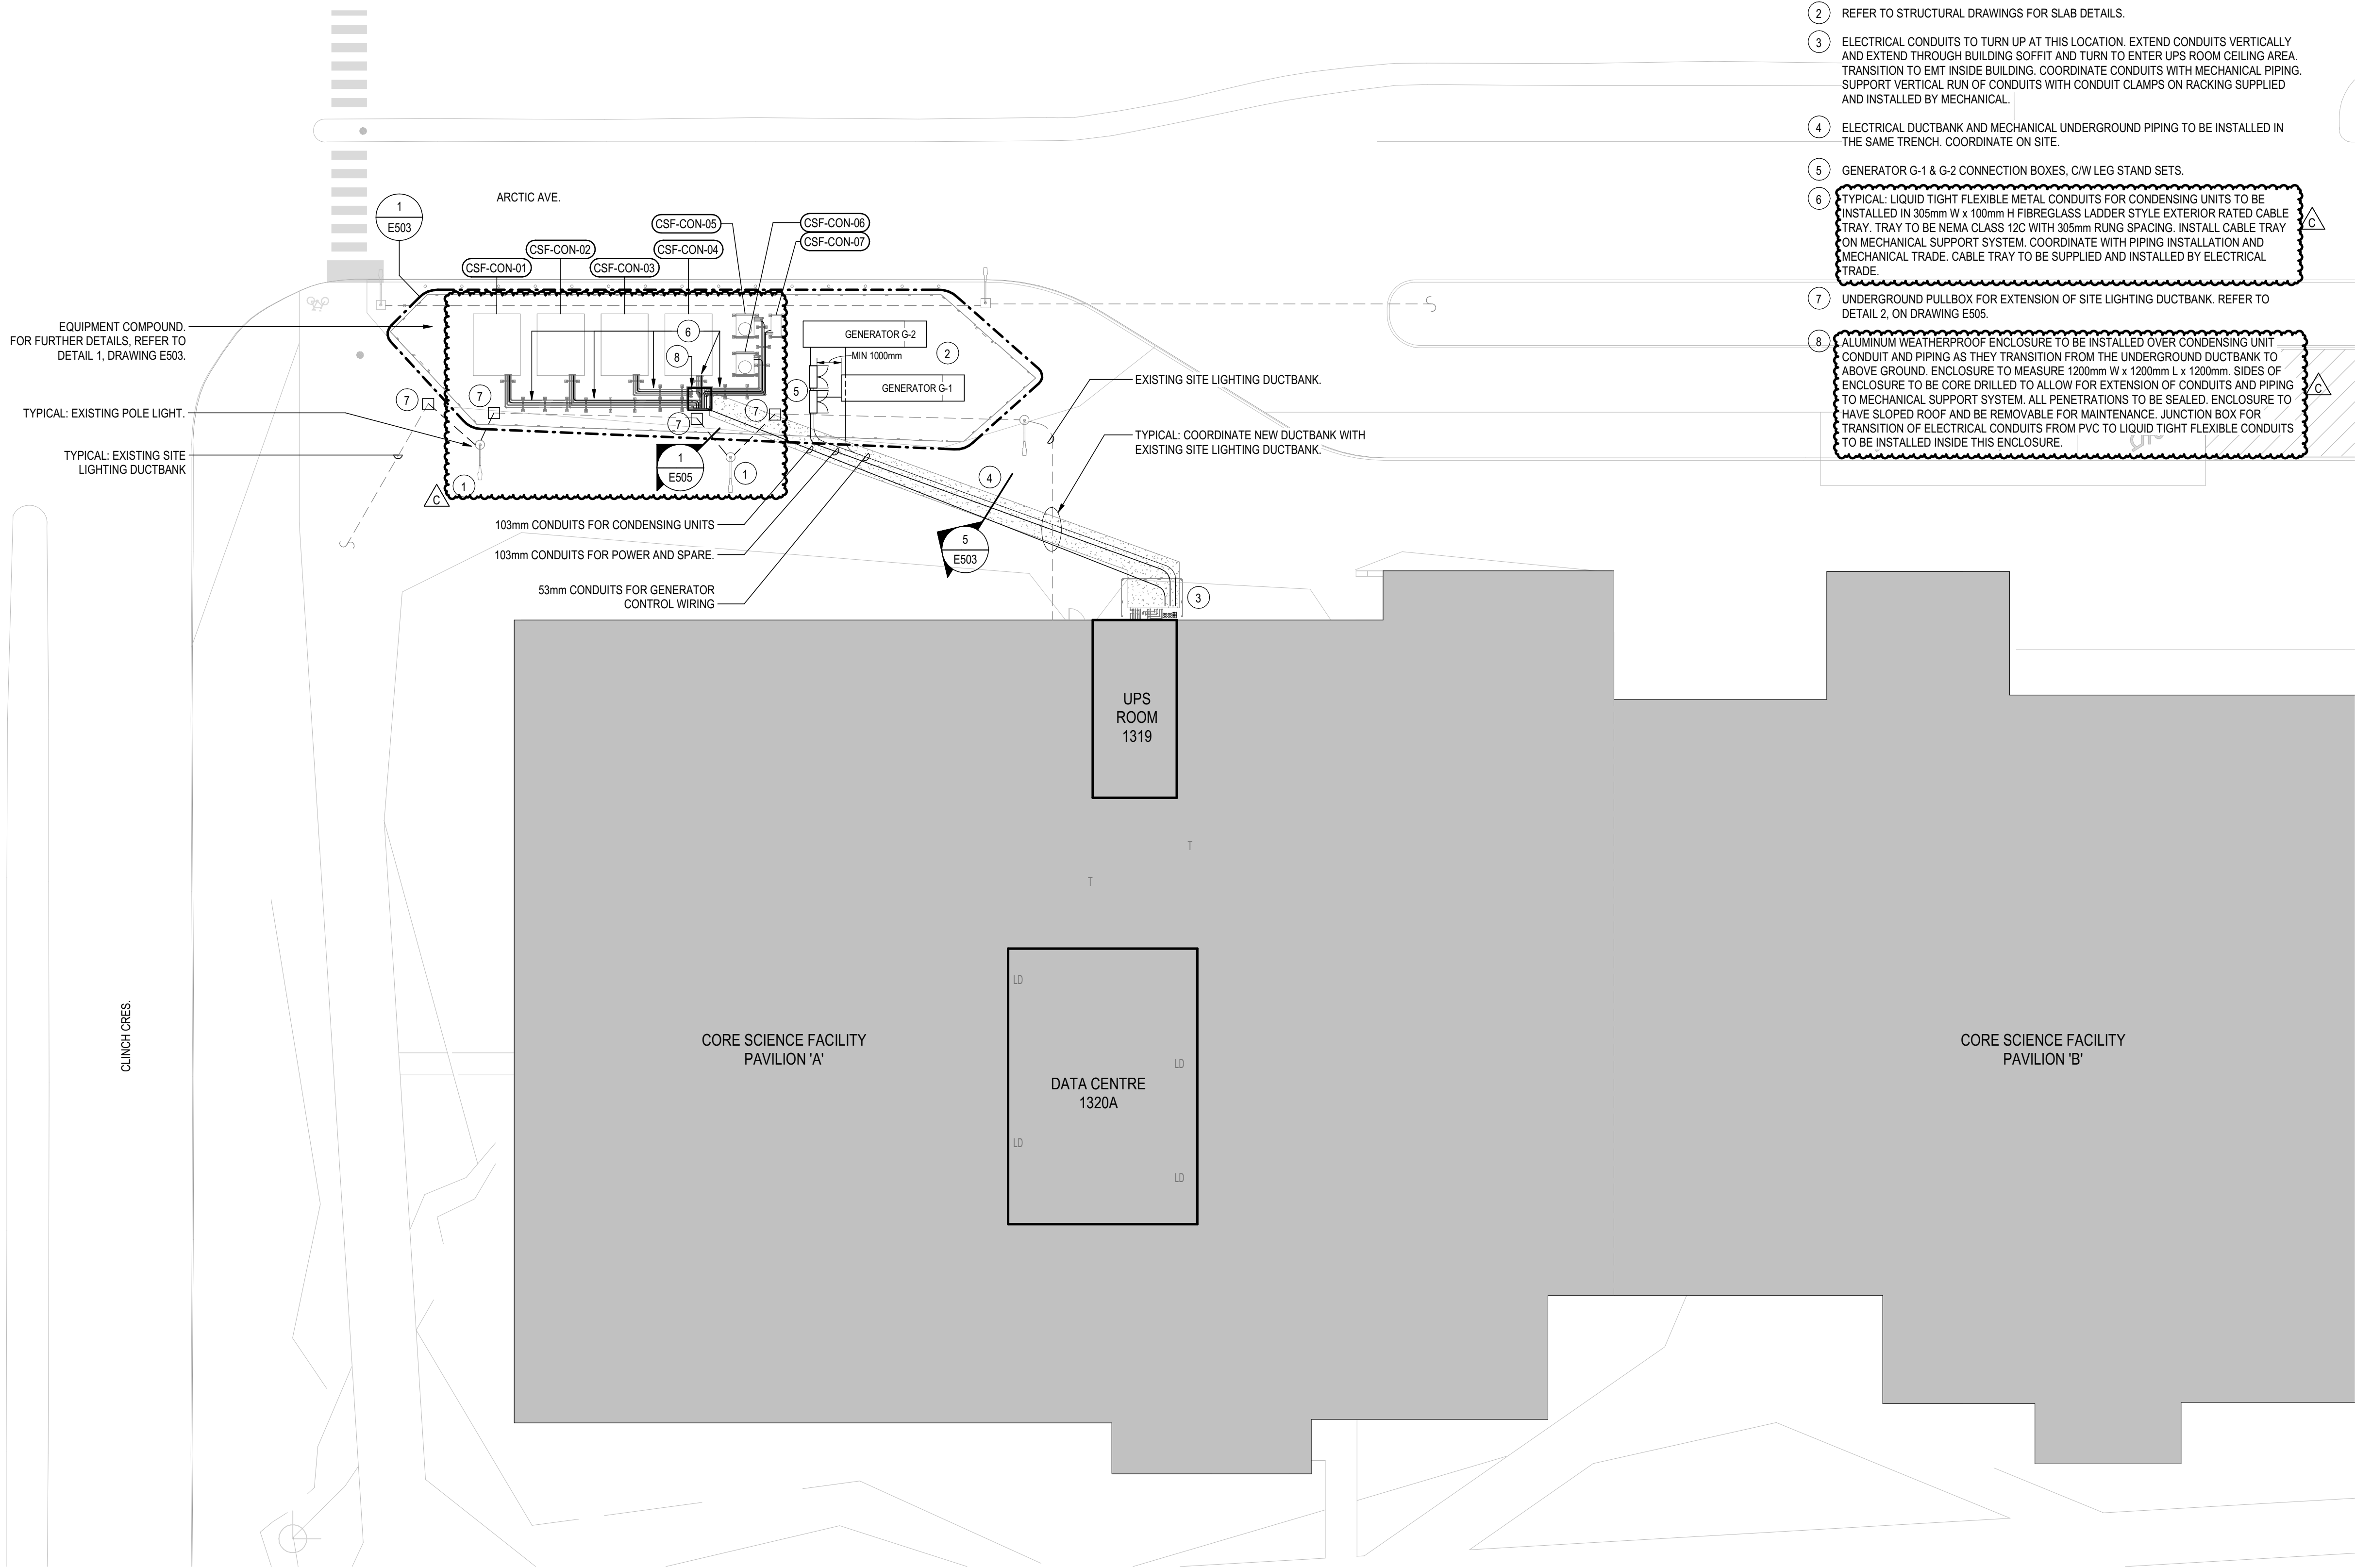 2 REFER TO STRUCTURAL DRAWINGS FOR SLAB DETAILS.
3 ELECTRICAL CONDUITS TO TURN UP AT THIS LOCATION. EXTEND CONDUITS VERTICALLY
AND EXTEND THROUGH BUILDING SOFFIT AND TURN TO ENTER UPS ROOM CEILING AREA.
TRANSITION TO EMT INSIDE BUILDING. COORDINATE CONDUITS WITH MECHANICAL PIPING.
SUPPORT VERTICAL RUN OF CONDUITS WITH CONDUIT CLAMPS ON RACKING SUPPLIED
AND INSTALLED BY MECHANICAL.
4 ELECTRICAL DUCTBANK AND MECHANICAL UNDERGROUND PIPING TO BE INSTALLED IN
THE SAME TRENCH. COORDINATE ON SITE.
5 GENERATOR G-1 & G-2 CONNECTION BOXES, C/W LEG STAND SETS.
6 TYPICAL: LIQUID TIGHT FLEXIBLE METAL CONDUITS FOR CONDENSING UNITS TO BE
INSTALLED IN 305mm W x 100mm H FIBREGLASS LADDER STYLE EXTERIOR RATED CABLE
TRAY. TRAY TO BE NEMA CLASS 12C WITH 305mm RUNG SPACING. INSTALL CABLE TRAY
ON MECHANICAL SUPPORT SYSTEM. COORDINATE WITH PIPING INSTALLATION AND
MECHANICAL TRADE. CABLE TRAY TO BE SUPPLIED AND INSTALLED BY ELECTRICAL
TRADE.
C
7 UNDERGROUND PULLBOX FOR EXTENSION OF SITE LIGHTING DUCTBANK. REFER TO
DETAIL 2, ON DRAWING E505.
8 ALUMINUM WEATHERPROOF ENCLOSURE TO BE INSTALLED OVER CONDENSING UNIT
CONDUIT AND PIPING AS THEY TRANSITION FROM THE UNDERGROUND DUCTBANK TO
ABOVE GROUND. ENCLOSURE TO MEASURE 1200mm W x 1200mm L x 1200mm. SIDES OF
ENCLOSURE TO BE CORE DRILLED TO ALLOW FOR EXTENSION OF CONDUITS AND PIPING
TO MECHANICAL SUPPORT SYSTEM. ALL PENETRATIONS TO BE SEALED. ENCLOSURE TO
HAVE SLOPED ROOF AND BE REMOVABLE FOR MAINTENANCE. JUNCTION BOX FOR
TRANSITION OF ELECTRICAL CONDUITS FROM PVC TO LIQUID TIGHT FLEXIBLE CONDUITS
TO BE INSTALLED INSIDE THIS ENCLOSURE.
C
ARCTIC AVE.
1
E503
CSF-CON-05
CSF-CON-06
CSF-CON-02
CSF-CON-04
CSF-CON-07
CSF-CON-01
CSF-CON-03
EQUIPMENT COMPOUND.
FOR FURTHER DETAILS, REFER TO
DETAIL 1, DRAWING E503.
6
GENERATOR G-2
8
MIN 1000mm
2
GENERATOR G-1
5
7
7
7
7
EXISTING SITE LIGHTING DUCTBANK.
TYPICAL: EXISTING POLE LIGHT.
TYPICAL: EXISTING SITE
LIGHTING DUCTBANK
TYPICAL: COORDINATE NEW DUCTBANK WITH
EXISTING SITE LIGHTING DUCTBANK.
1
E505
1
1
C
4
103mm CONDUITS FOR CONDENSING UNITS
103mm CONDUITS FOR POWER AND SPARE.
5
E503
53mm CONDUITS FOR GENERATOR
CONTROL WIRING
3
UPS
ROOM
1319
T
T
LD
LD
LD
LD
CLINCH CRES.
CORE SCIENCE FACILITY
PAVILION 'A'
DATA CENTRE
1320A
CORE SCIENCE FACILITY
PAVILION 'B'